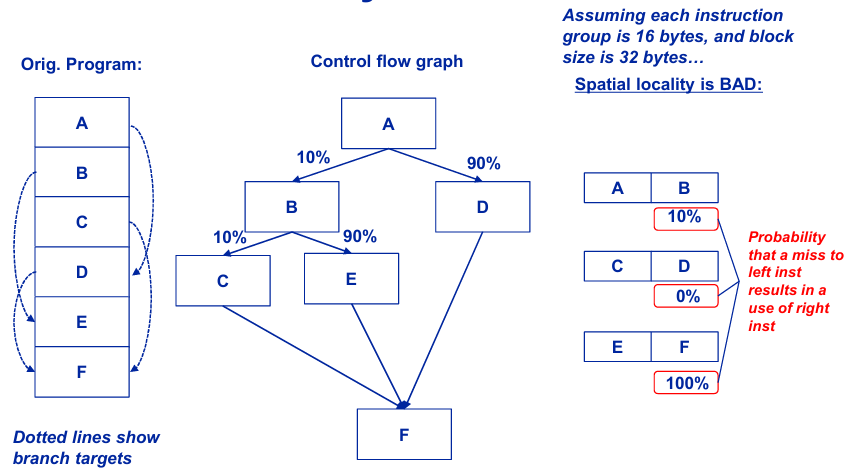 Assuming each instruction
group is 16 bytes, and block
size is 32 bytes…
Orig. Program:
Control flow graph
Spatial locality is BAD:
A
B
C
D
E
F
A
10%
90%
B
D
10%
90%
C
E
F
A B
10%
C D
0%
E F
100%
Probability
that a miss to
left inst
results in a
use of right
inst
Dotted lines show
branch targets